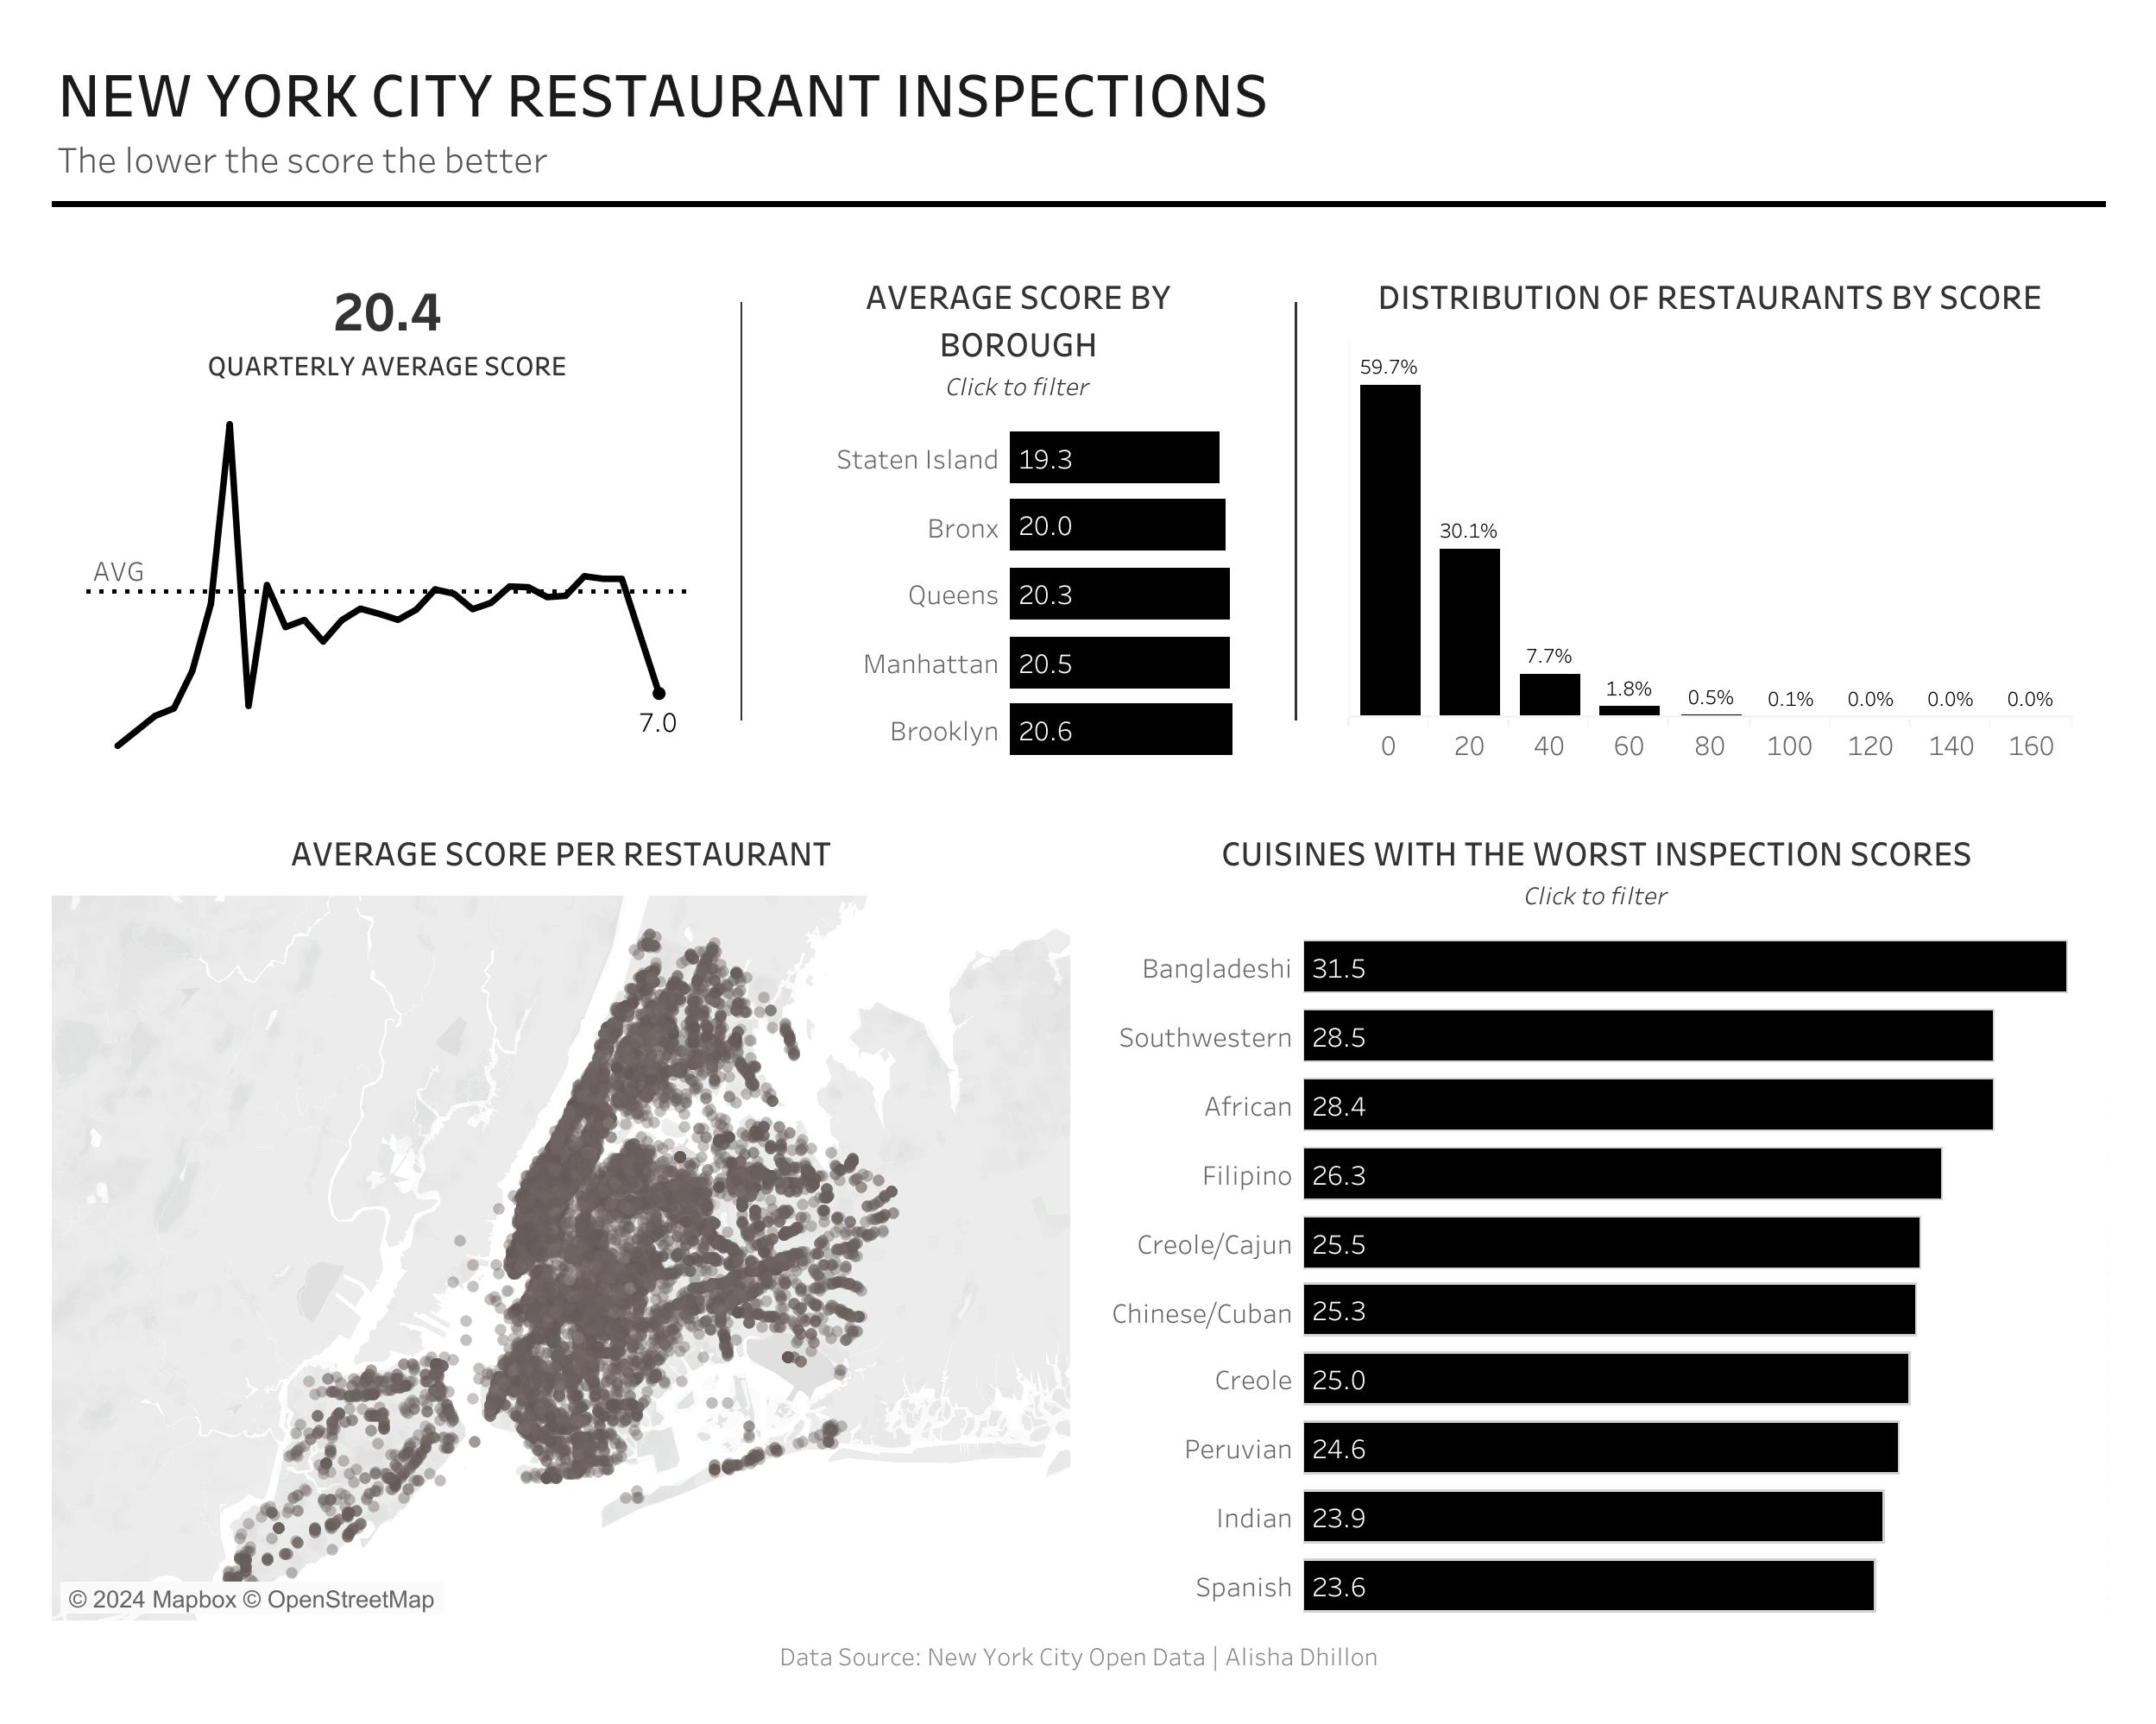 NEW YORK CITY RESTAURANT INSPECTIONS
The lower the score the better
20.4
QUARTERLY AVERAGE SCORE
AVG
7.0
AVERAGE SCORE BY
BOROUGH
Click to filter
Staten Island 19.3
Bronx 20.0
Queens 20.3
Manhattan 20.5
Brooklyn 20.6
DISTRIBUTION OF RESTAURANTS BY SCORE
59.7%
30.1%
7.7%
1.8%
0.5%
0.1%
0.0%
0.0%
0.0%
0 20 40 60 80 100 120 140 160
AVERAGE SCORE PER RESTAURANT
© 2024 Mapbox © OpenStreetMap
CUISINES WITH THE WORST INSPECTION SCORES
Click to filter
Bangladeshi 31.5
Southwestern 28.5
African 28.4
Filipino 26.3
Creole/Cajun 25.5
Chinese/Cuban 25.3
Creole 25.0
Peruvian 24.6
Indian 23.9
Spanish 23.6
Data Source: New York City Open Data | Alisha Dhillon